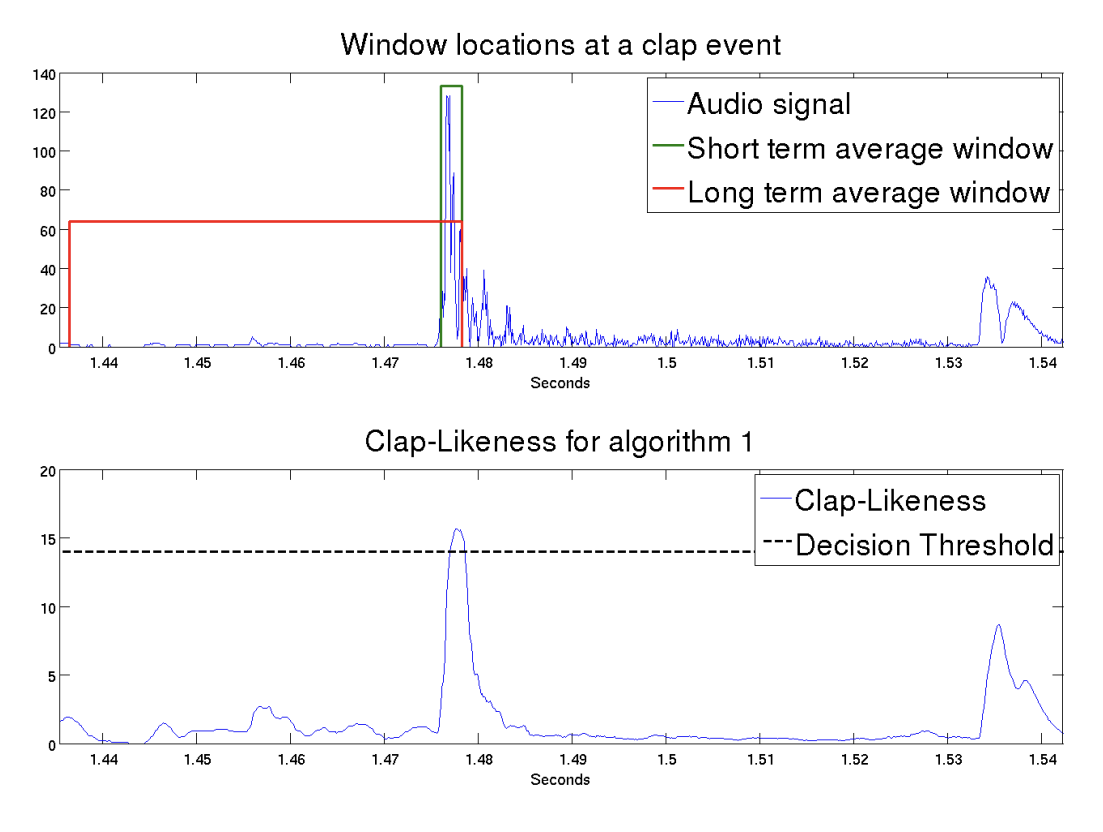 Window locations at a clap event
140
120
100
80
60
40
20
0
Audio signal
Short term average window
Long term average window
1.44 1.45 1.46 1.47 1.48 1.49 1.5 1.51 1.52 1.53 1.54
Seconds
Clap-Likeness for algorithm 1
20
15
10
5
0
Clap-Likeness
Decision Threshold
1.44 1.45 1.46 1.47 1.48 1.49 1.5 1.51 1.52 1.53 1.54
Seconds